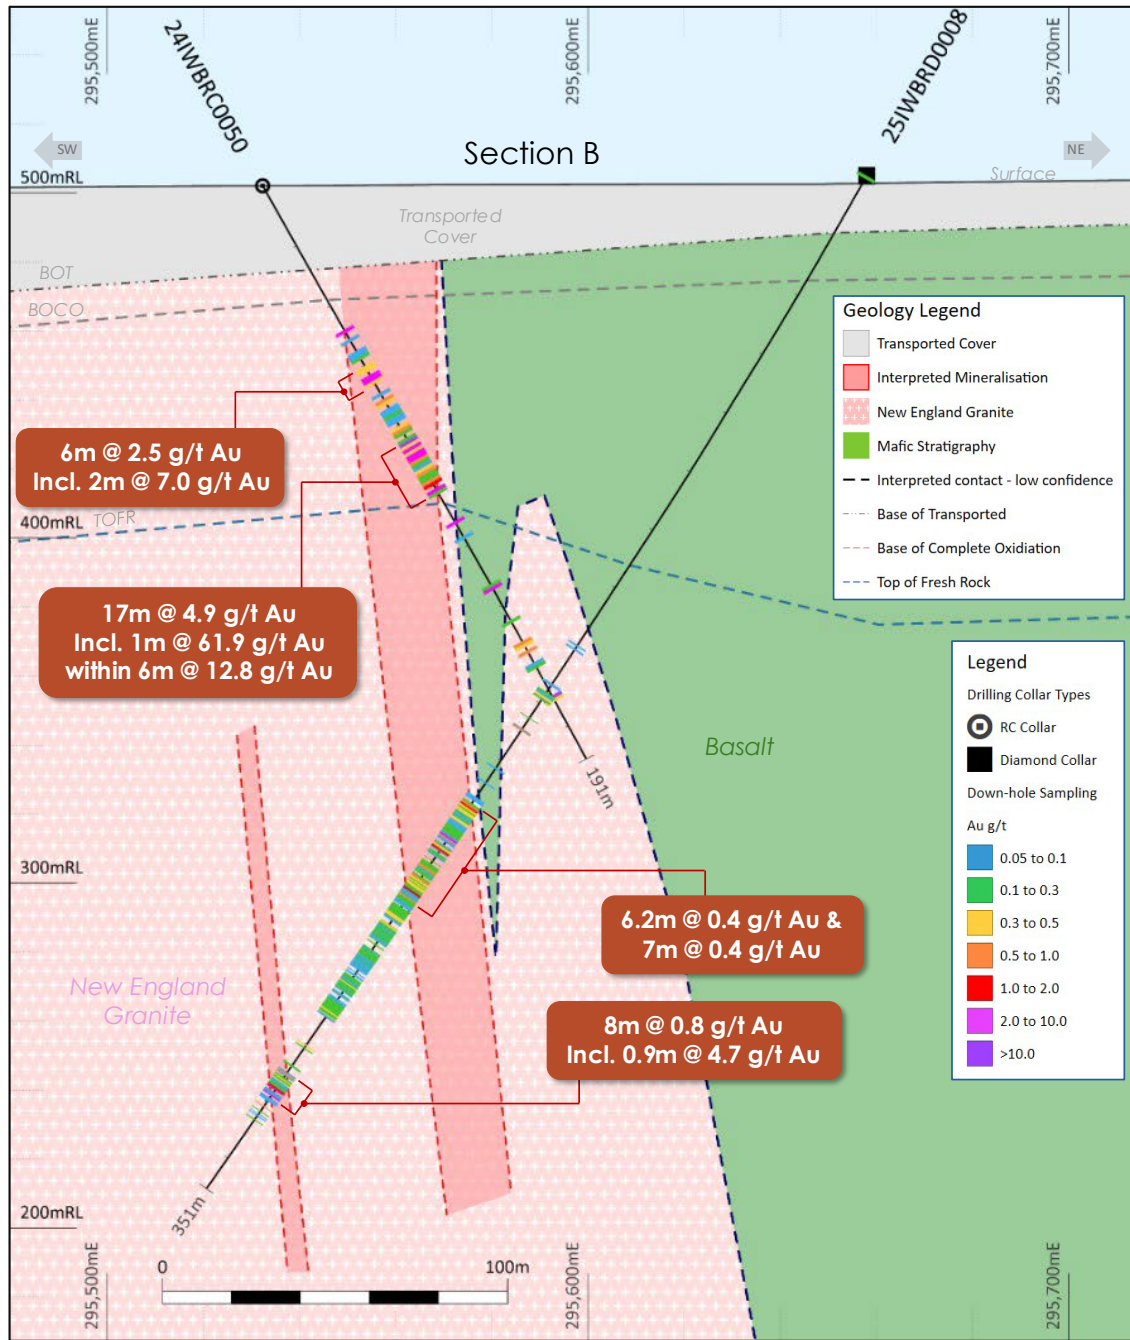 295,500mE
24IWBRC0050
295,600mE
25IWBRD0008
295,700mE
SW
Section B
NE
500mRL
Surface
Transported
Cover
BOT
BOCO
Geology Legend
Transported Cover
Interpreted Mineralisation
New England Granite
Mafic Stratigraphy
Interpreted contact - low confidence
Base of Transported
Base of Complete Oxidiation
Top of Fresh Rock
6m @ 2.5 g/t Au
Incl. 2m @ 7.0 g/t Au
TOFR
400mRL
17m @ 4.9 g/t Au
Incl. 1m @ 61.9 g/t Au
within 6m @ 12.8 g/t Au
Legend
Drilling Collar Types
RC Collar
Diamond Collar
Down-hole Sampling
Au g/t
0.05 to 0.1
0.1 to 0.3
0.3 to 0.5
0.5 to 1.0
1.0 to 2.0
2.0 to 10.0
>10.0
Basalt
191m
300mRL
6.2m @ 0.4 g/t Au &
7m @ 0.4 g/t Au
New England
Granite
8m @ 0.8 g/t Au
Incl. 0.9m @ 4.7 g/t Au
351m
200mRL
0
100m
295,500mE
295,600mE
295,700mE